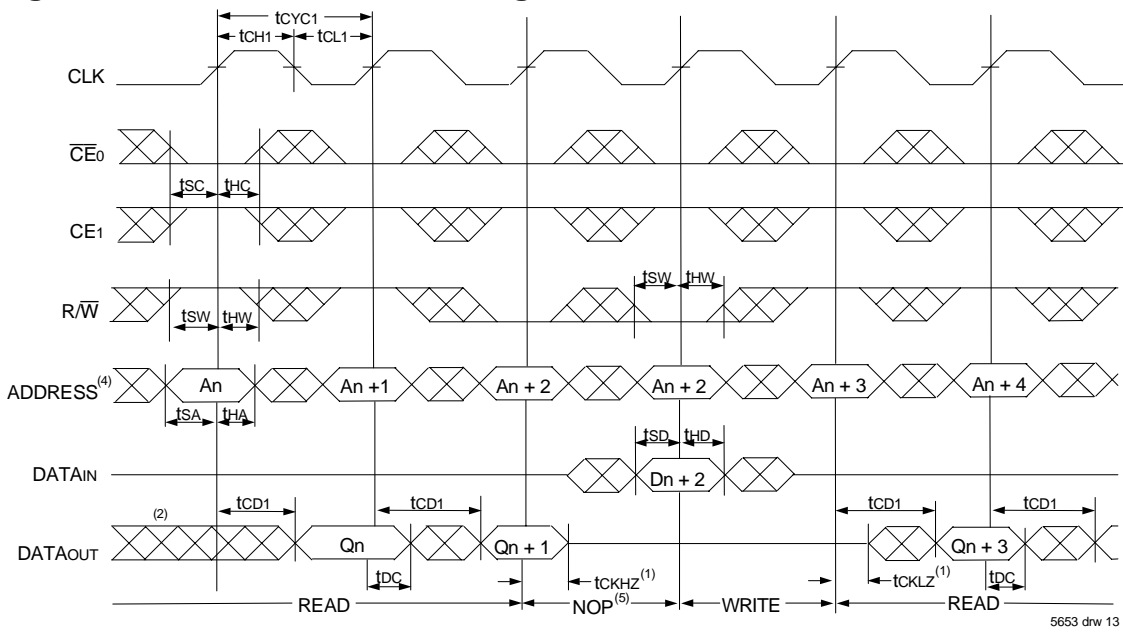 tCYC1
tCH1 tCL1
CLK
CE0
tSC tHC
CE1
tSW tHW
R/W
tSW tHW
ADDRESS(4) An An +1 An + 2 An + 2 An + 3 An + 4
tSA tHA
tSD tHD
DATAIN Dn + 2
tCD1 tCD1 tCD1 tCD1
(2)
DATAOUT Qn Qn + 1 Qn + 3
tDC tCKHZ(1) tCKLZ(1) tDC
READ NOP(5) WRITE READ
5653 drw 13